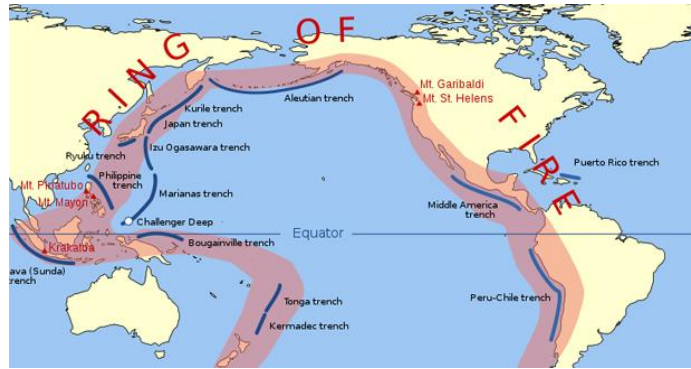 RING OF FIRE
Mt. Garibaldi
Mt. St. Helens
Aleutian trench
Kurile trench
Japan trench
Izu Ogasawara trench
Ryuku trench
Philippine
trench
Puerto Rico trench
Mt. Pinatubo
Mt. Mayon
Marianas trench
Middle America
trench
Challenger Deep
Equator
Bougainville trench
Krakatoa
ava (Sunda)
trench
Tonga trench
Peru-Chile trench
Kermadec trench